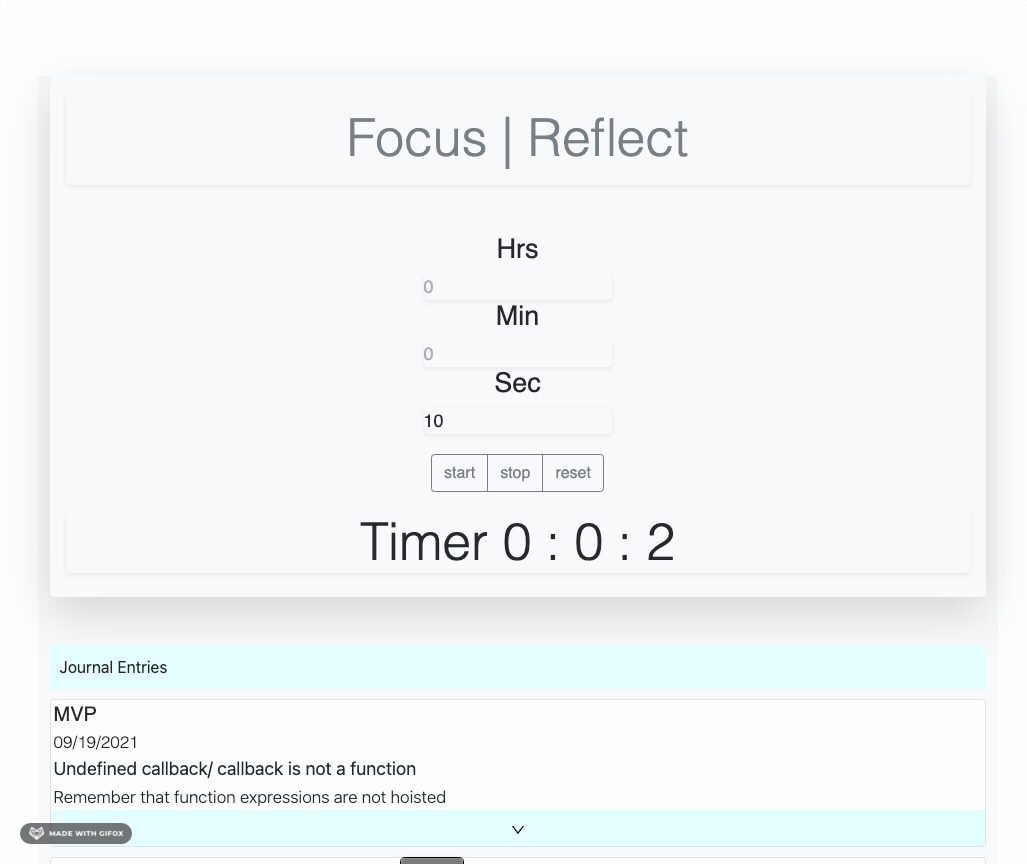 Focus | Reflect
Hrs
0
Min
0
Sec
10
start stop reset
Timer 0 : 0 : 2
Journal Entries
MVP
09/19/2021
Undefined callback/ callback is not a function
Remember that function expressions are not hoisted
MADE WITH GIFOX